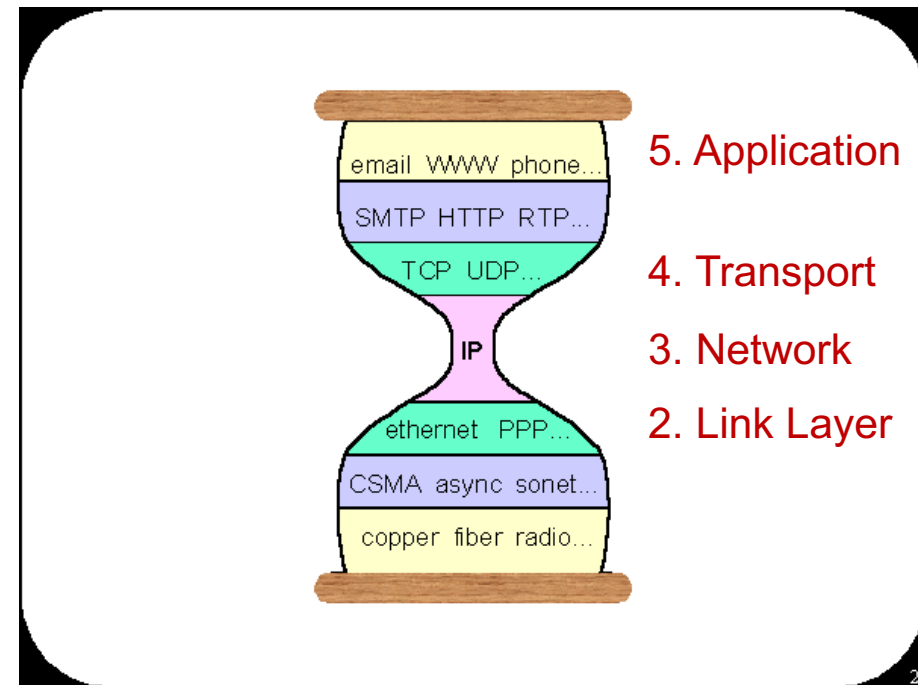 email WWW phone...
5. Application
SMTP HTTP RTP...
TCP UDP...
4. Transport
IP
3. Network
ethernet PPP...
2. Link Layer
CSMA async sonet...
copper fiber radio...
2